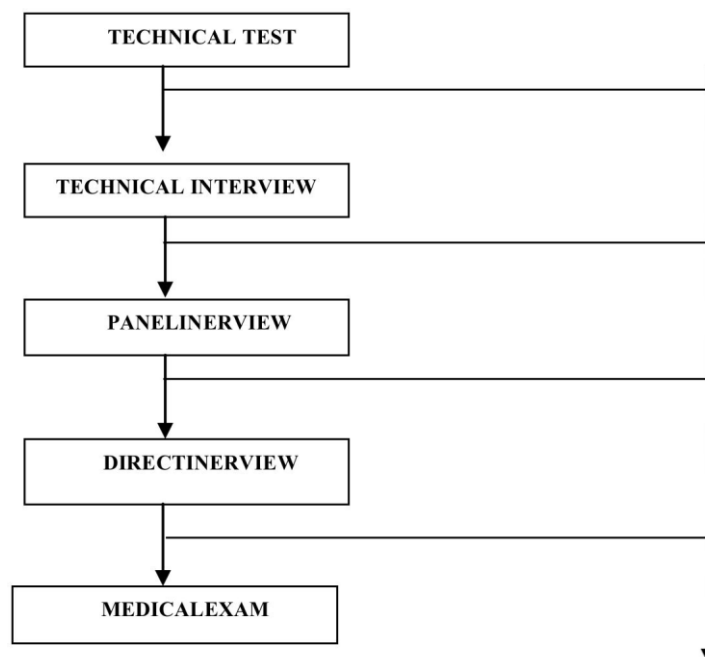 TECHNICAL TEST
TECHNICAL INTERVIEW
PANELINERVIEW
DIRECTINERVIEW
MEDICALEXAM